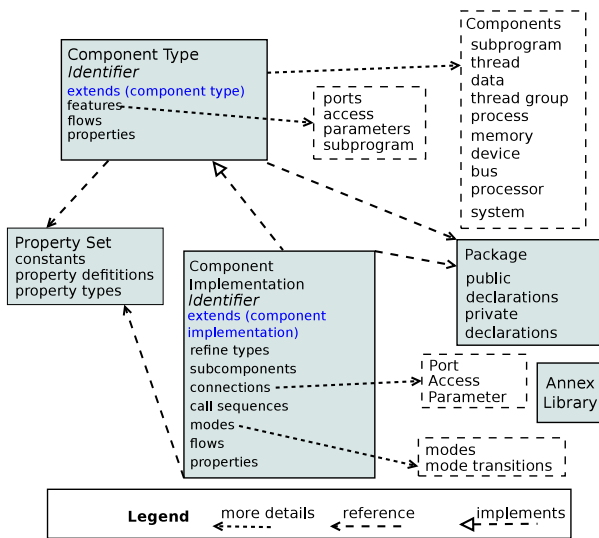 Component Type
Identifier
extends (component type)
features
flows
properties
ports
access
parameters
subprogram
Components
subprogram
thread
data
thread group
process
memory
device
bus
processor
system
Property Set
constants
property defititions
property types
Component
Implementation
Identifier
extends (component
implementation)
refine types
subcomponents
connections
call sequences
modes
flows
properties
Package
public
declarations
private
declarations
Port
Access
Parameter
Annex
Library
modes
mode transitions
Legend
more details
reference
implements